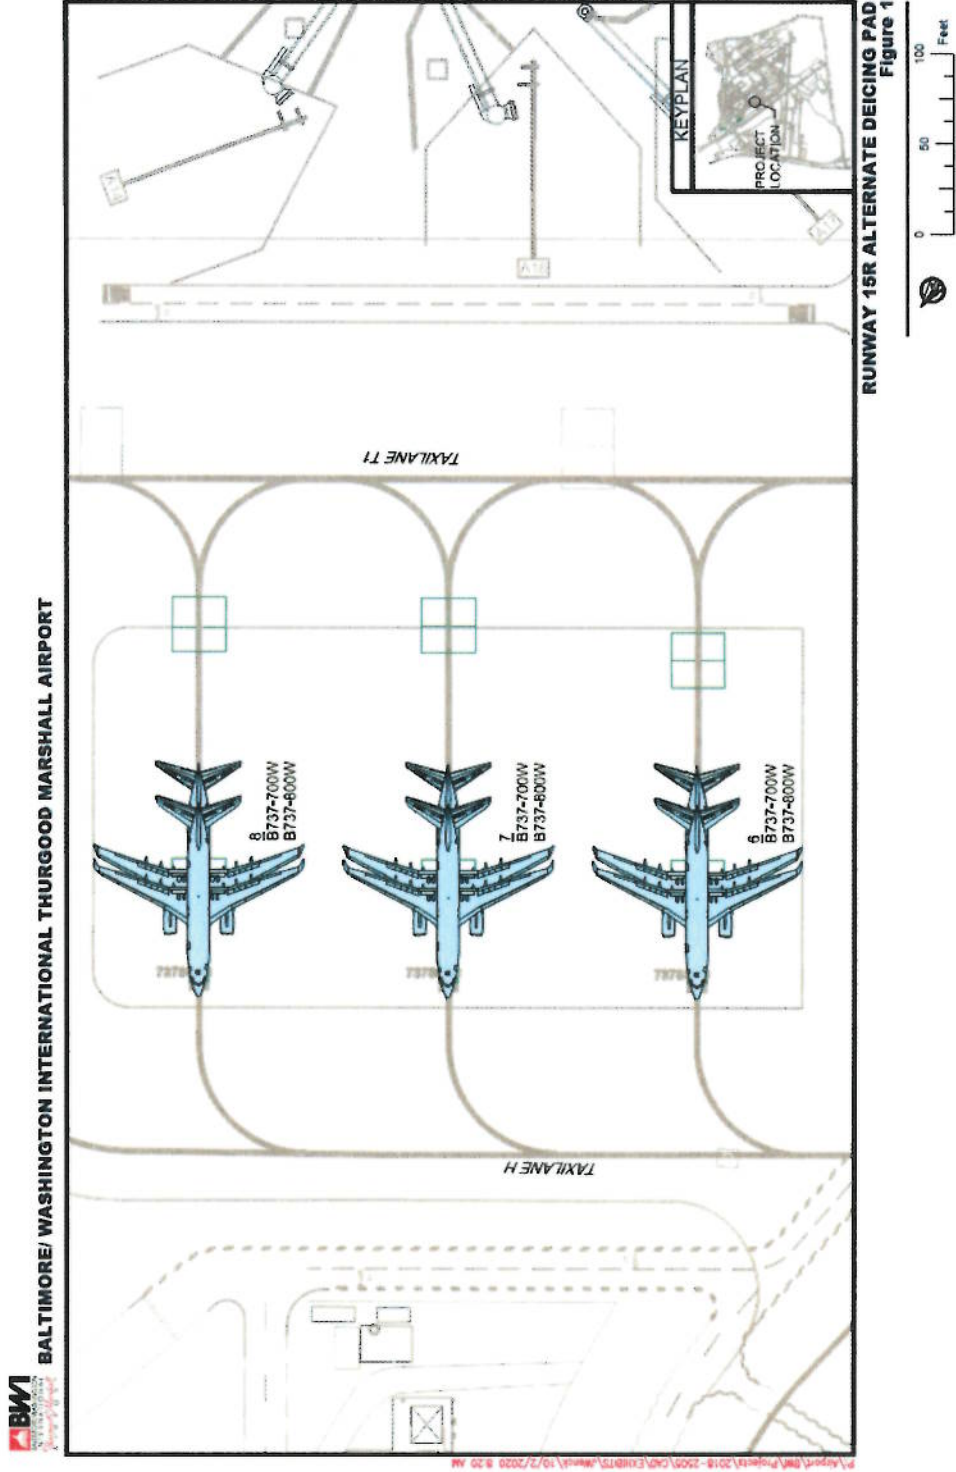 BWI
BALTIMORE/ WASHINGTON INTERNATIONAL THURGOOD MARSHALL AIRPORT
8
B737-700W
B737-800W
7
B737-700W
B737-800W
6
B737-700W
B737-800W
TAXILANE H
TAXILANE T1
A16
KEYPLAN
PROJECT
LOCATION
RUNWAY 15R ALTERNATE DEICING PAD
Figure 1
0
50
100
Feet